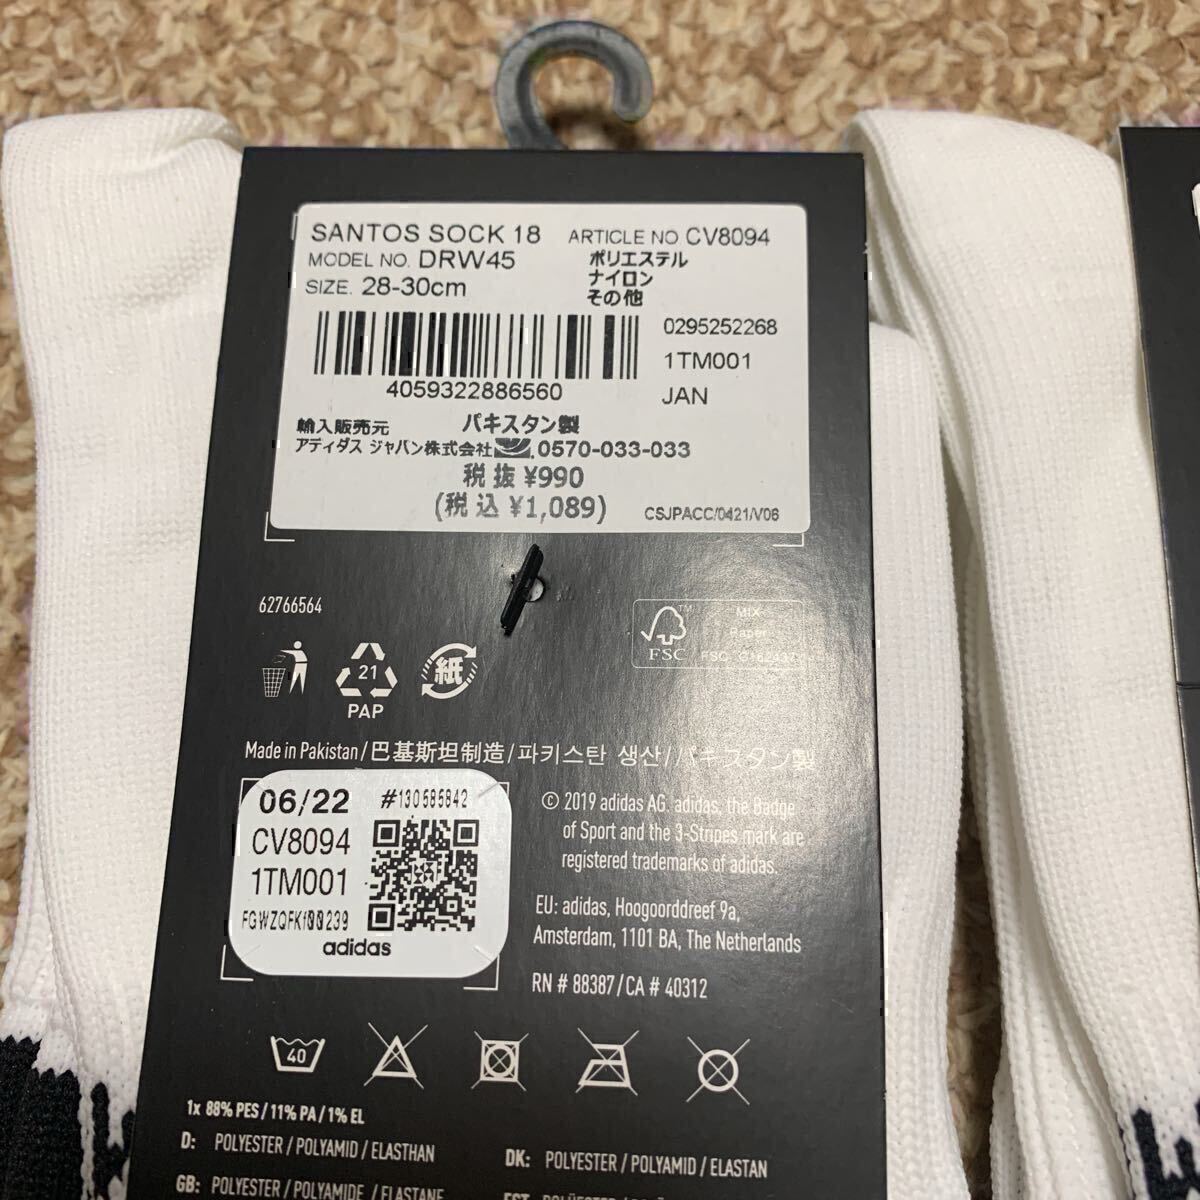 SANTOS SOCK 18 ARTICLE NO. CV8094
MODEL NO. DRW45 ポリエステル
ナイロン
SIZE. 28-30cm その他
0295252268
1TM001
4059322886560 JAN
輸入販売元 パキスタン製
アディダス ジャパン株式会社 0570-033-033
税抜 ¥990
(税込 ¥1,089) CSJPACC/0421/V06
62766564
FSC MIX
21
PAP
紙
Made in Pakistan/巴基斯坦制造/파키스탄 생산/パキスタン製
06/22 #130585842
CV8094
1TM001
FGWZQFKf00239
adidas
© 2019 adidas AG. adidas, the Badge
of Sport and the 3-Stripes mark are
registered trademarks of adidas.
EU: adidas, Hoogoorddreef 9a,
Amsterdam, 1101 BA, The Netherlands
RN # 88387/CA # 40312
40
1x 88% PES/11% PA/1% EL
D: POLYESTER/POLYAMID/ELASTHAN
DK: POLYESTER/POLYAMID/ELASTAN
GB: POLYESTER/POLYAMIDE/ELASTANE